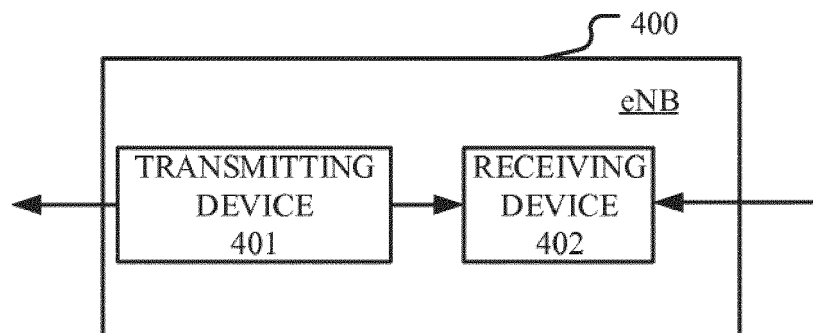 400
eNB
TRANSMITTING
DEVICE
401
RECEIVING
DEVICE
402